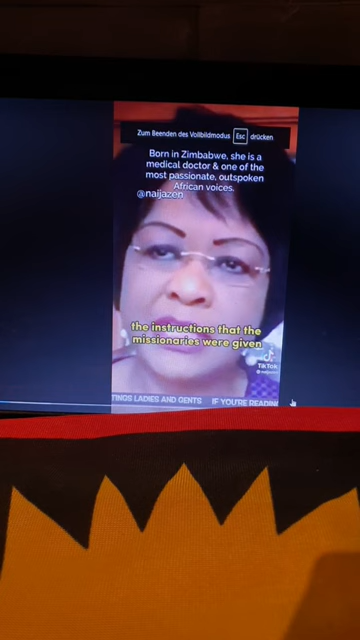 Zum Beenden des Vollbildmodus Esc drücken
Born in Zimbabwe, she is a
medical doctor & one of the
most passionate, outspoken
African voices.
@naijazen
the instructions that the
missionaries were given
TikTok
TINGS LADIES AND GENTS IF YOU'RE READIN